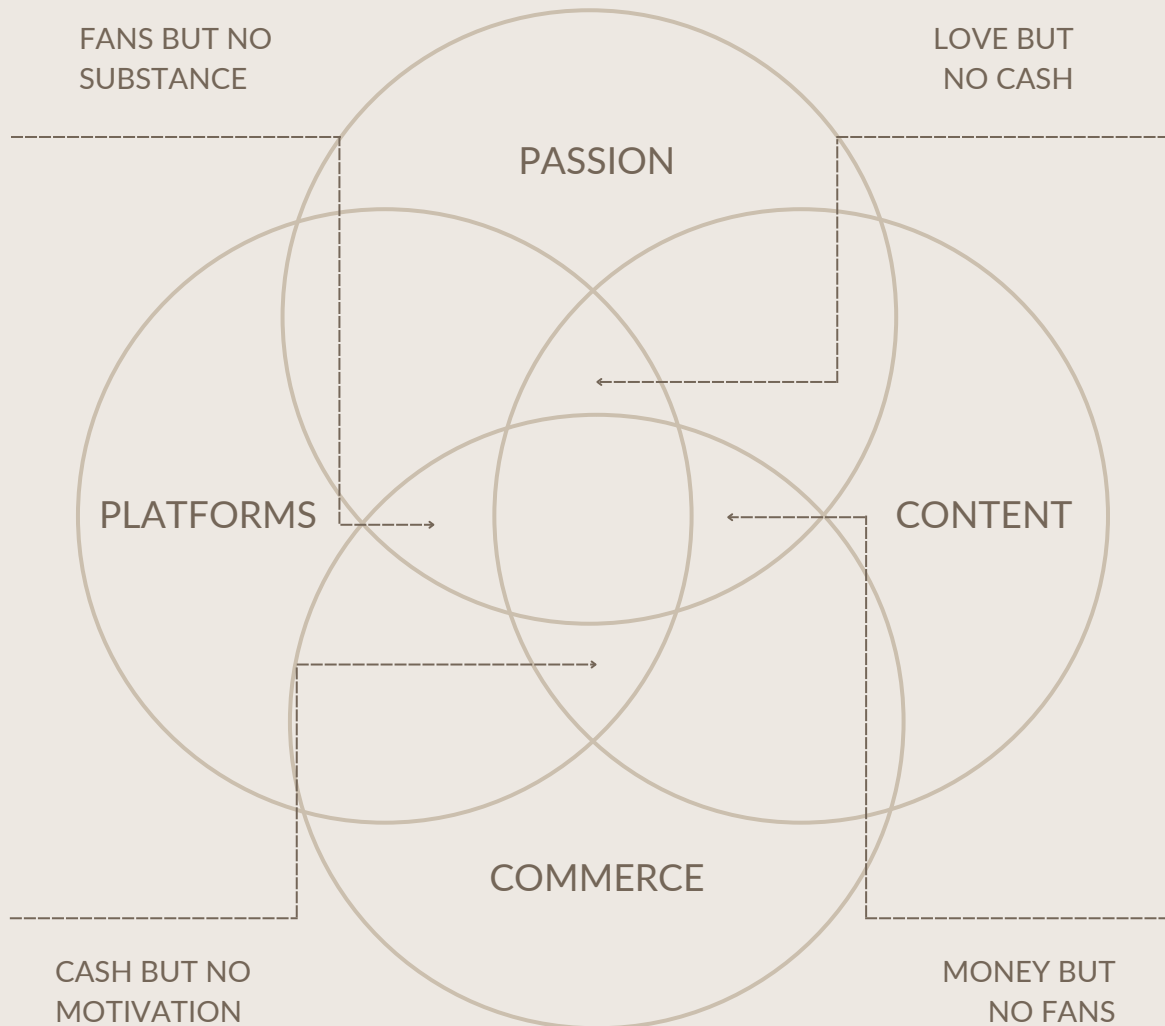 FANS BUT NO
SUBSTANCE
LOVE BUT
NO CASH
PASSION
PLATFORMS
CONTENT
COMMERCE
CASH BUT NO
MOTIVATION
MONEY BUT
NO FANS